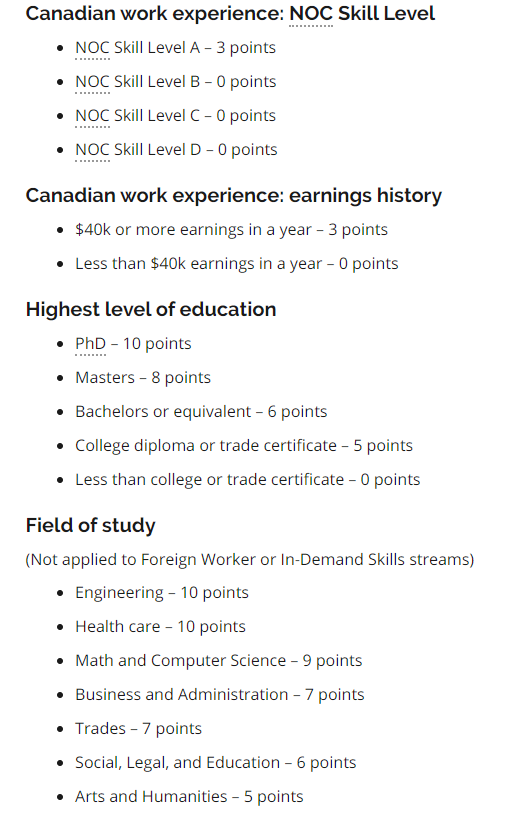 Canadian work experience: NOC Skill Level
• NOC Skill Level A – 3 points
• NOC Skill Level B – 0 points
• NOC Skill Level C – 0 points
• NOC Skill Level D – 0 points
Canadian work experience: earnings history
• $40k or more earnings in a year – 3 points
• Less than $40k earnings in a year – 0 points
Highest level of education
• PhD – 10 points
• Masters – 8 points
• Bachelors or equivalent – 6 points
• College diploma or trade certificate – 5 points
• Less than college or trade certificate – 0 points
Field of study
(Not applied to Foreign Worker or In-Demand Skills streams)
• Engineering – 10 points
• Health care – 10 points
• Math and Computer Science – 9 points
• Business and Administration – 7 points
• Trades – 7 points
• Social, Legal, and Education – 6 points
• Arts and Humanities – 5 points